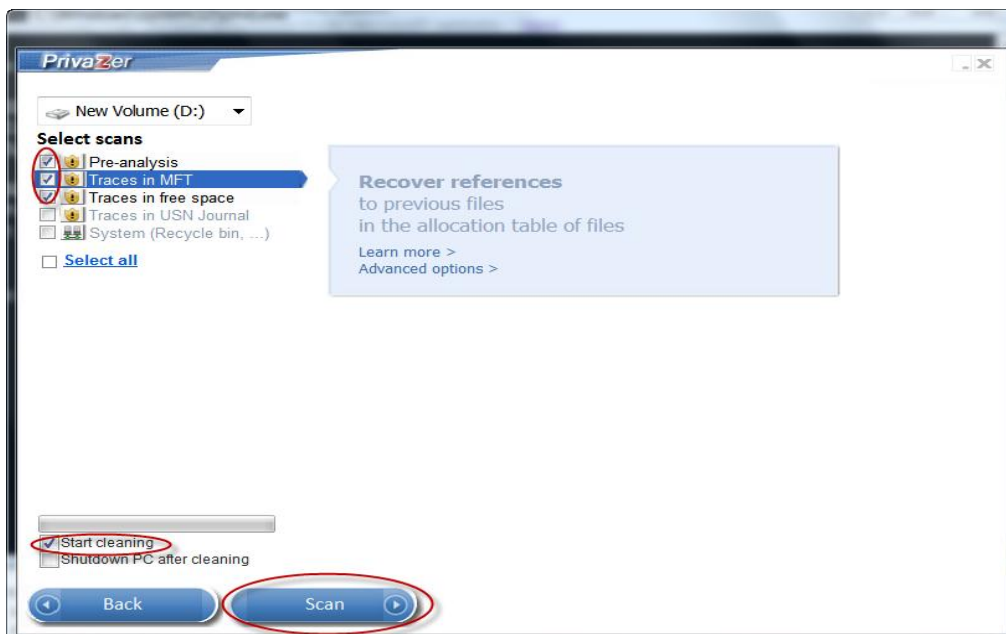 PrivaZer
New Volume (D:)
Select scans
Pre-analysis
Traces in MFT
Traces in free space
Traces in USN Journal
System (Recycle bin, ...)
Select all
Recover references
to previous files
in the allocation table of files
Learn more >
Advanced options >
Start cleaning
Shutdown PC after cleaning
Back
Scan